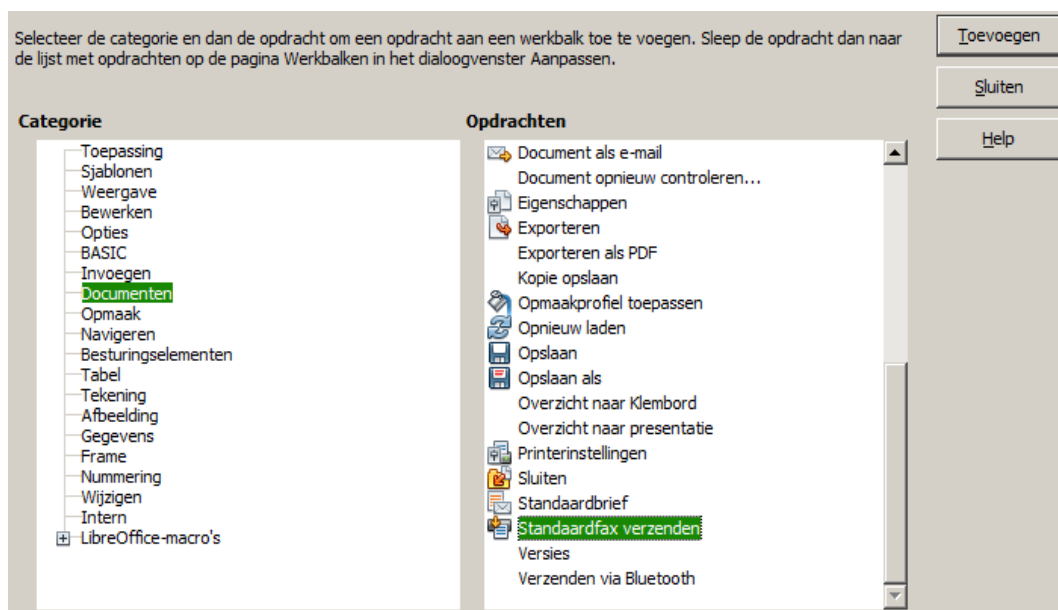 Selecteer de categorie en dan de opdracht om een opdracht aan een werkbalk toe te voegen. Sleep de opdracht dan naar
de lijst met opdrachten op de pagina Werkbalken in het dialoogvenster Aanpassen.
Toevoegen
Sluiten
Help
Categorie
Toepassing
Sjablonen
Weergave
Bewerken
Opties
BASIC
Invoegen
Documenten
Opmaak
Navigeren
Besturingselementen
Tabel
Tekening
Afbeelding
Gegevens
Frame
Nummering
Wijzigen
Intern
LibreOffice-macro's
Opdrachten
Document als e-mail
Document opnieuw controleren...
Eigenschappen
Exporteren
Exporteren als PDF
Kopie opslaan
Opmaakprofiel toepassen
Opnieuw laden
Opslaan
Opslaan als
Overzicht naar Klembord
Overzicht naar presentatie
Printerinstellingen
Sluiten
Standaardbrief
Standaardfax verzenden
Versies
Verzenden via Bluetooth